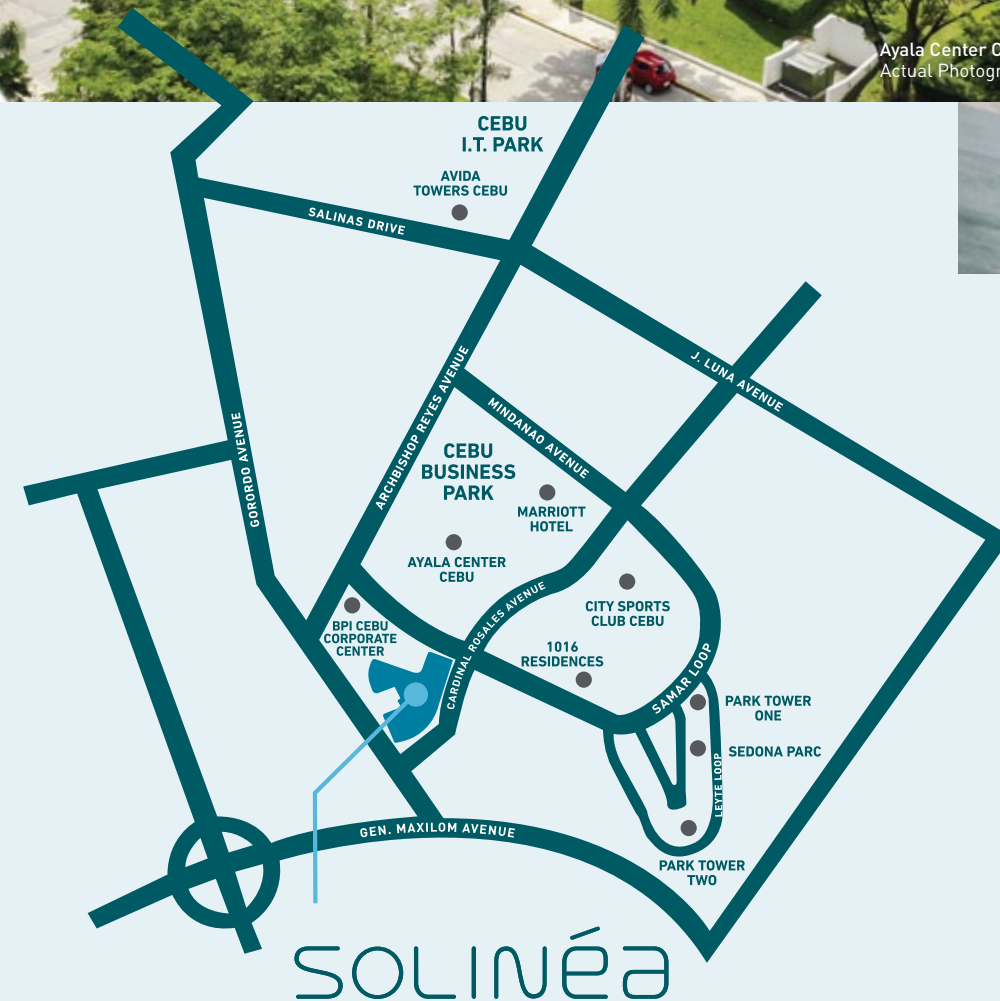 Ayala Center C
Actual Photogr
CEBU
I.T. PARK
AVIDA
TOWERS CEBU
SALINAS DRIVE
J. LUNA AVENUE
ARCHBISHOP REYES AVENUE
MINDANAO AVENUE
GORORDO AVENUE
CEBU
BUSINESS
PARK
MARRIOTT
HOTEL
AYALA CENTER
CEBU
CITY SPORTS
CLUB CEBU
BPI CEBU
CORPORATE
CENTER
CARDINAL ROSALES AVENUE
1016
RESIDENCES
SAMAR LOOP
PARK TOWER
ONE
SEDONA PARC
LEYTE LOOP
GEN. MAXILOM AVENUE
PARK TOWER
TWO
SOLINéa